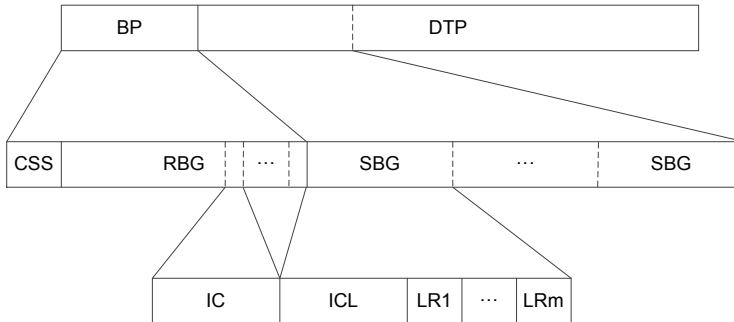 BP DTP
CSS RBG ··· SBG ··· SBG
IC ICL LR1 ··· LRm